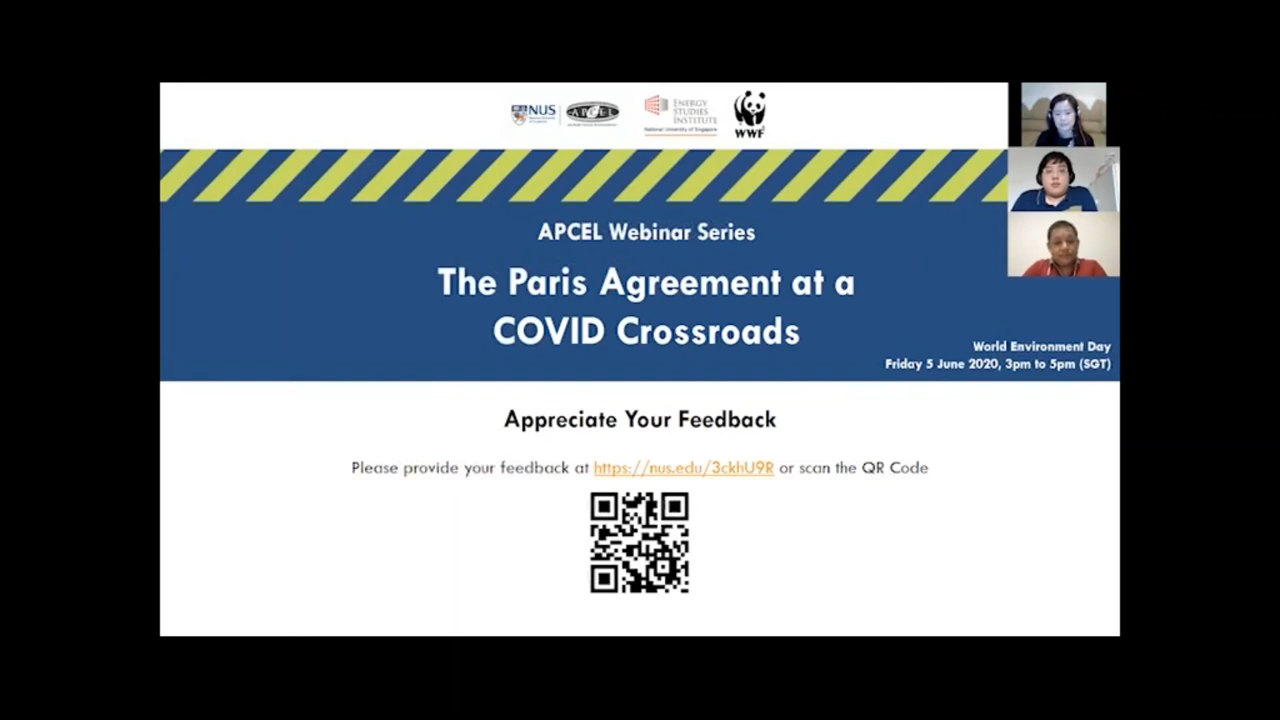 NUS
APCEL
ENERGY
STUDIES
INSTITUTE
National University of Singapore
WWF
APCEL Webinar Series
The Paris Agreement at a
COVID Crossroads
World Environment Day
Friday 5 June 2020, 3pm to 5pm (SGT)
Appreciate Your Feedback
Please provide your feedback at https://nus.edu/3ckhU9R or scan the QR Code